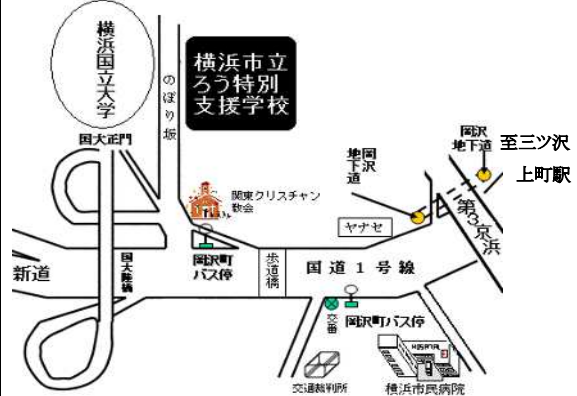 横浜国立大学
のぼり坂
横浜市立
ろう特別
支援学校
国大正門
岡沢
地下道
至三ツ沢
上町駅
岡沢
地下道
関東クリスチャン
教会
ヤナセ
第3京浜
新道
国大陸橋
岡沢町
バス停
歩道橋
国道1号線
交番
岡沢町バス停
HOSPITAL
交通裁判所
横浜市民病院